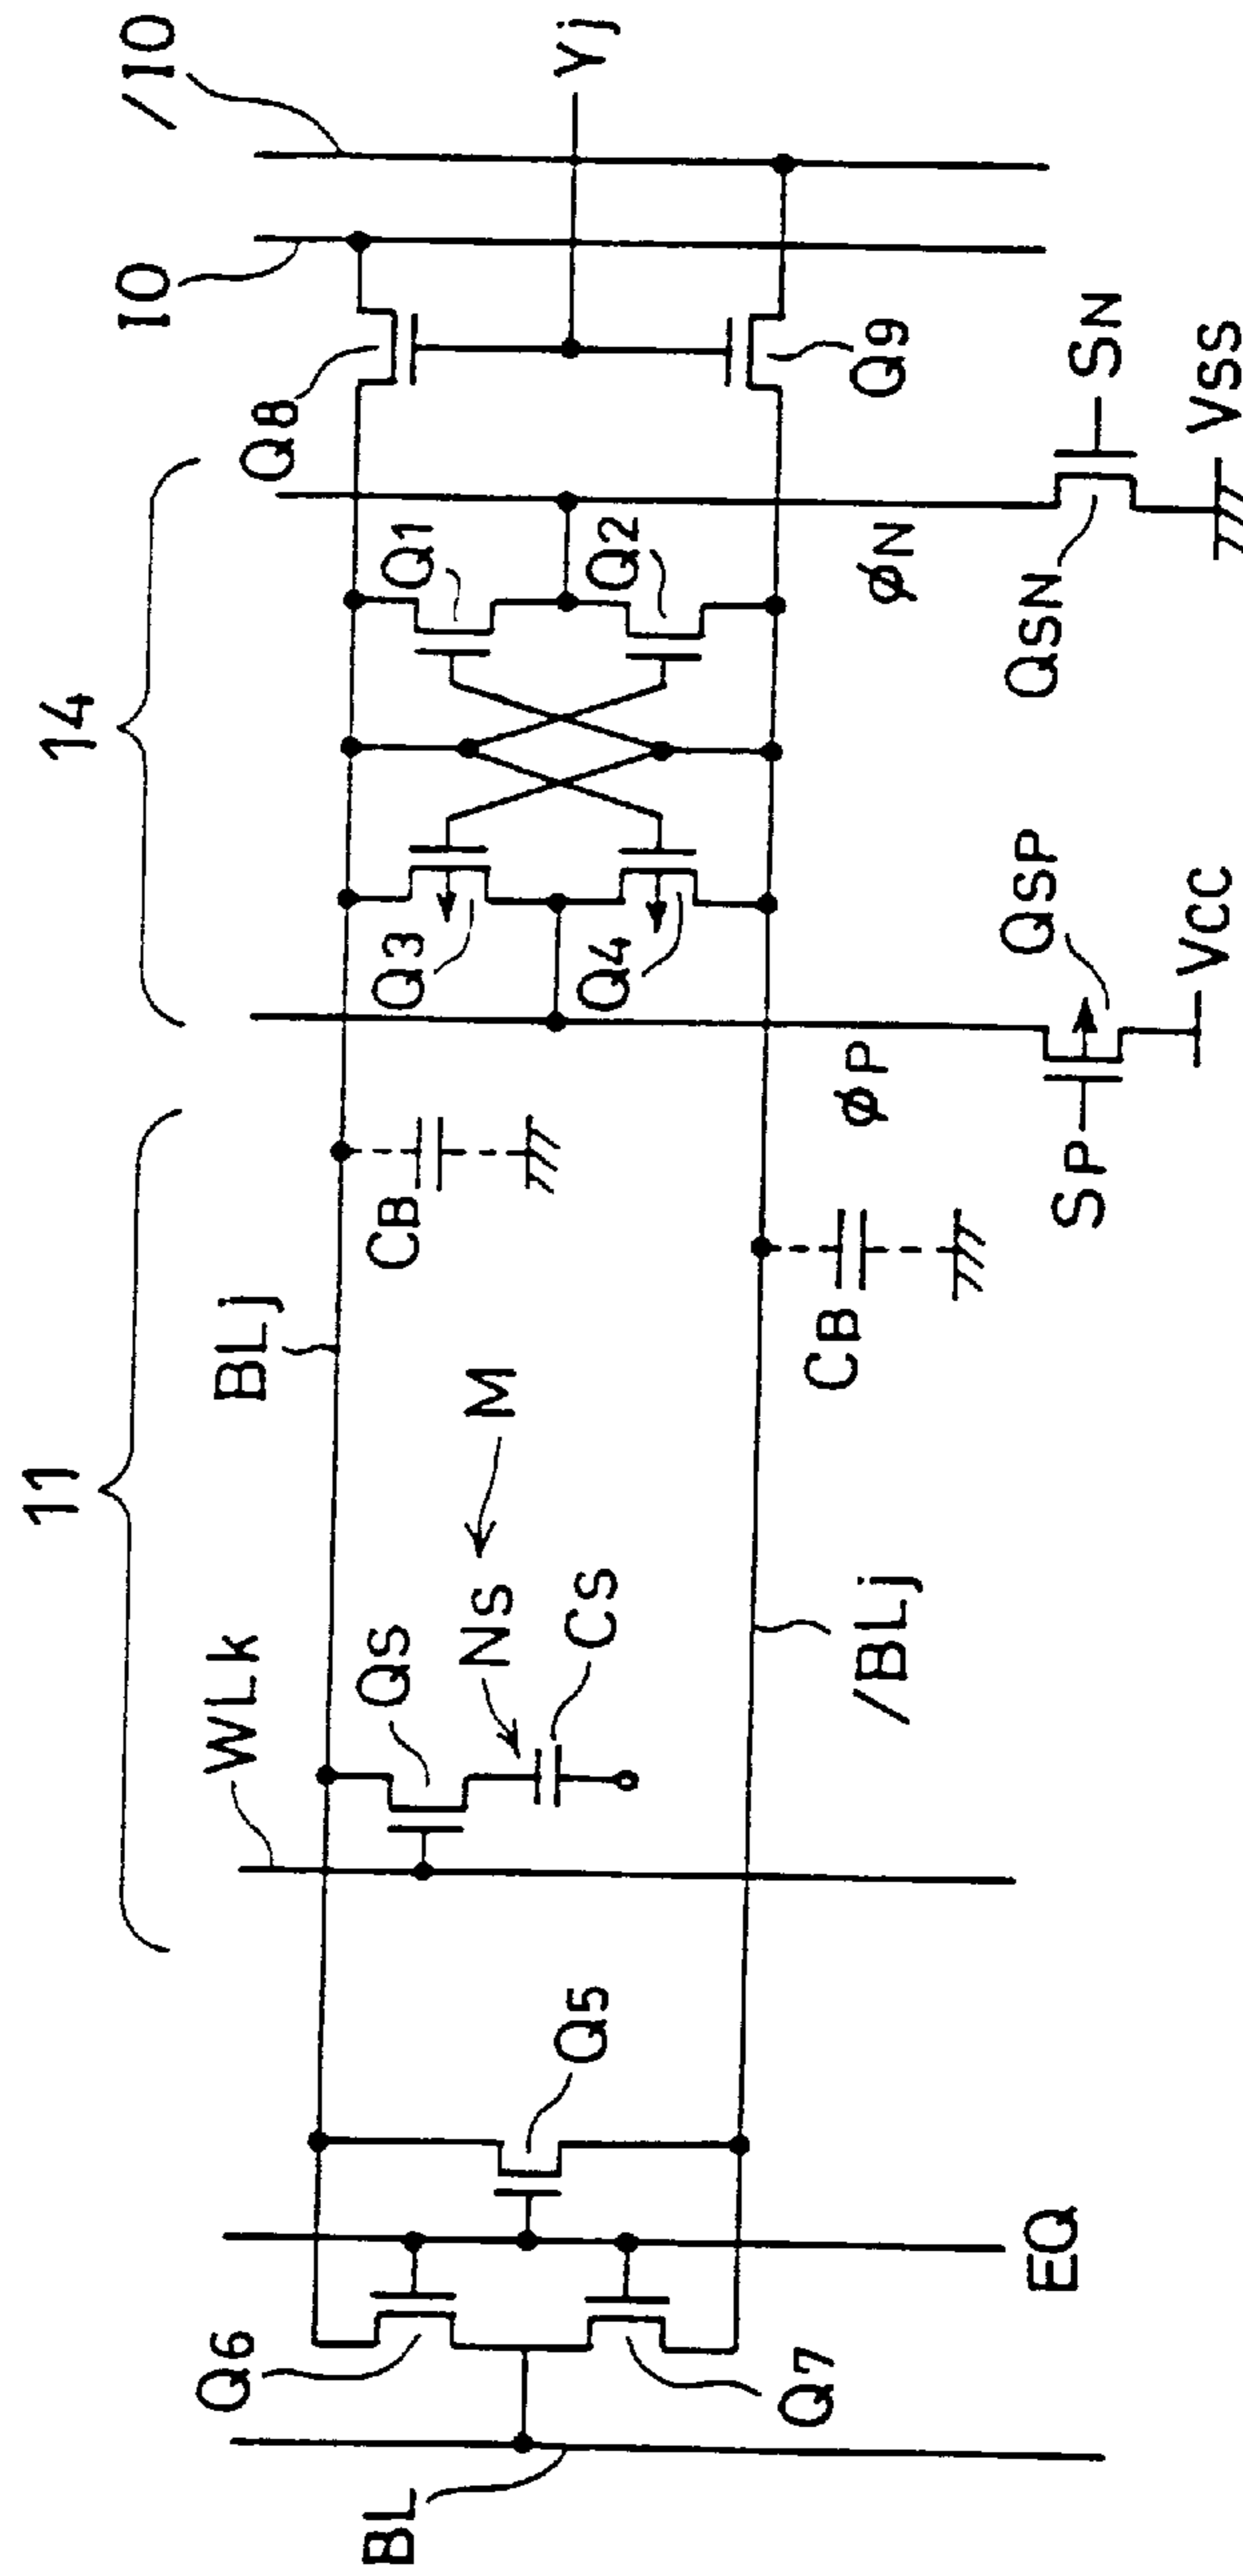 11
14
WLk
BLj
IO
/IO
Q6
QS
Q3
Q1
Q8
NS
M
CB
Q5
CS
Q4
Q2
Yj
BL
Q7
/BLj
CB
φP
φN
Q9
EQ
SP
QSP
QSN
SN
VCC
VSS